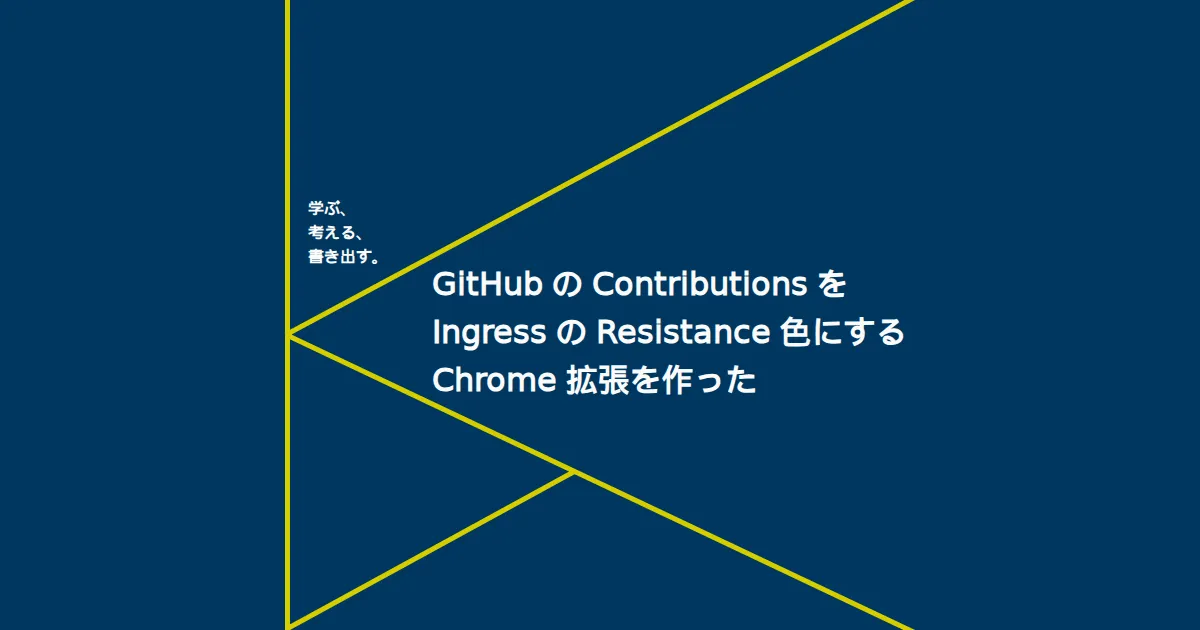 学ぶ、
考える、
書き出す。
GitHub の Contributions を
Ingress の Resistance 色にする
Chrome 拡張を作った